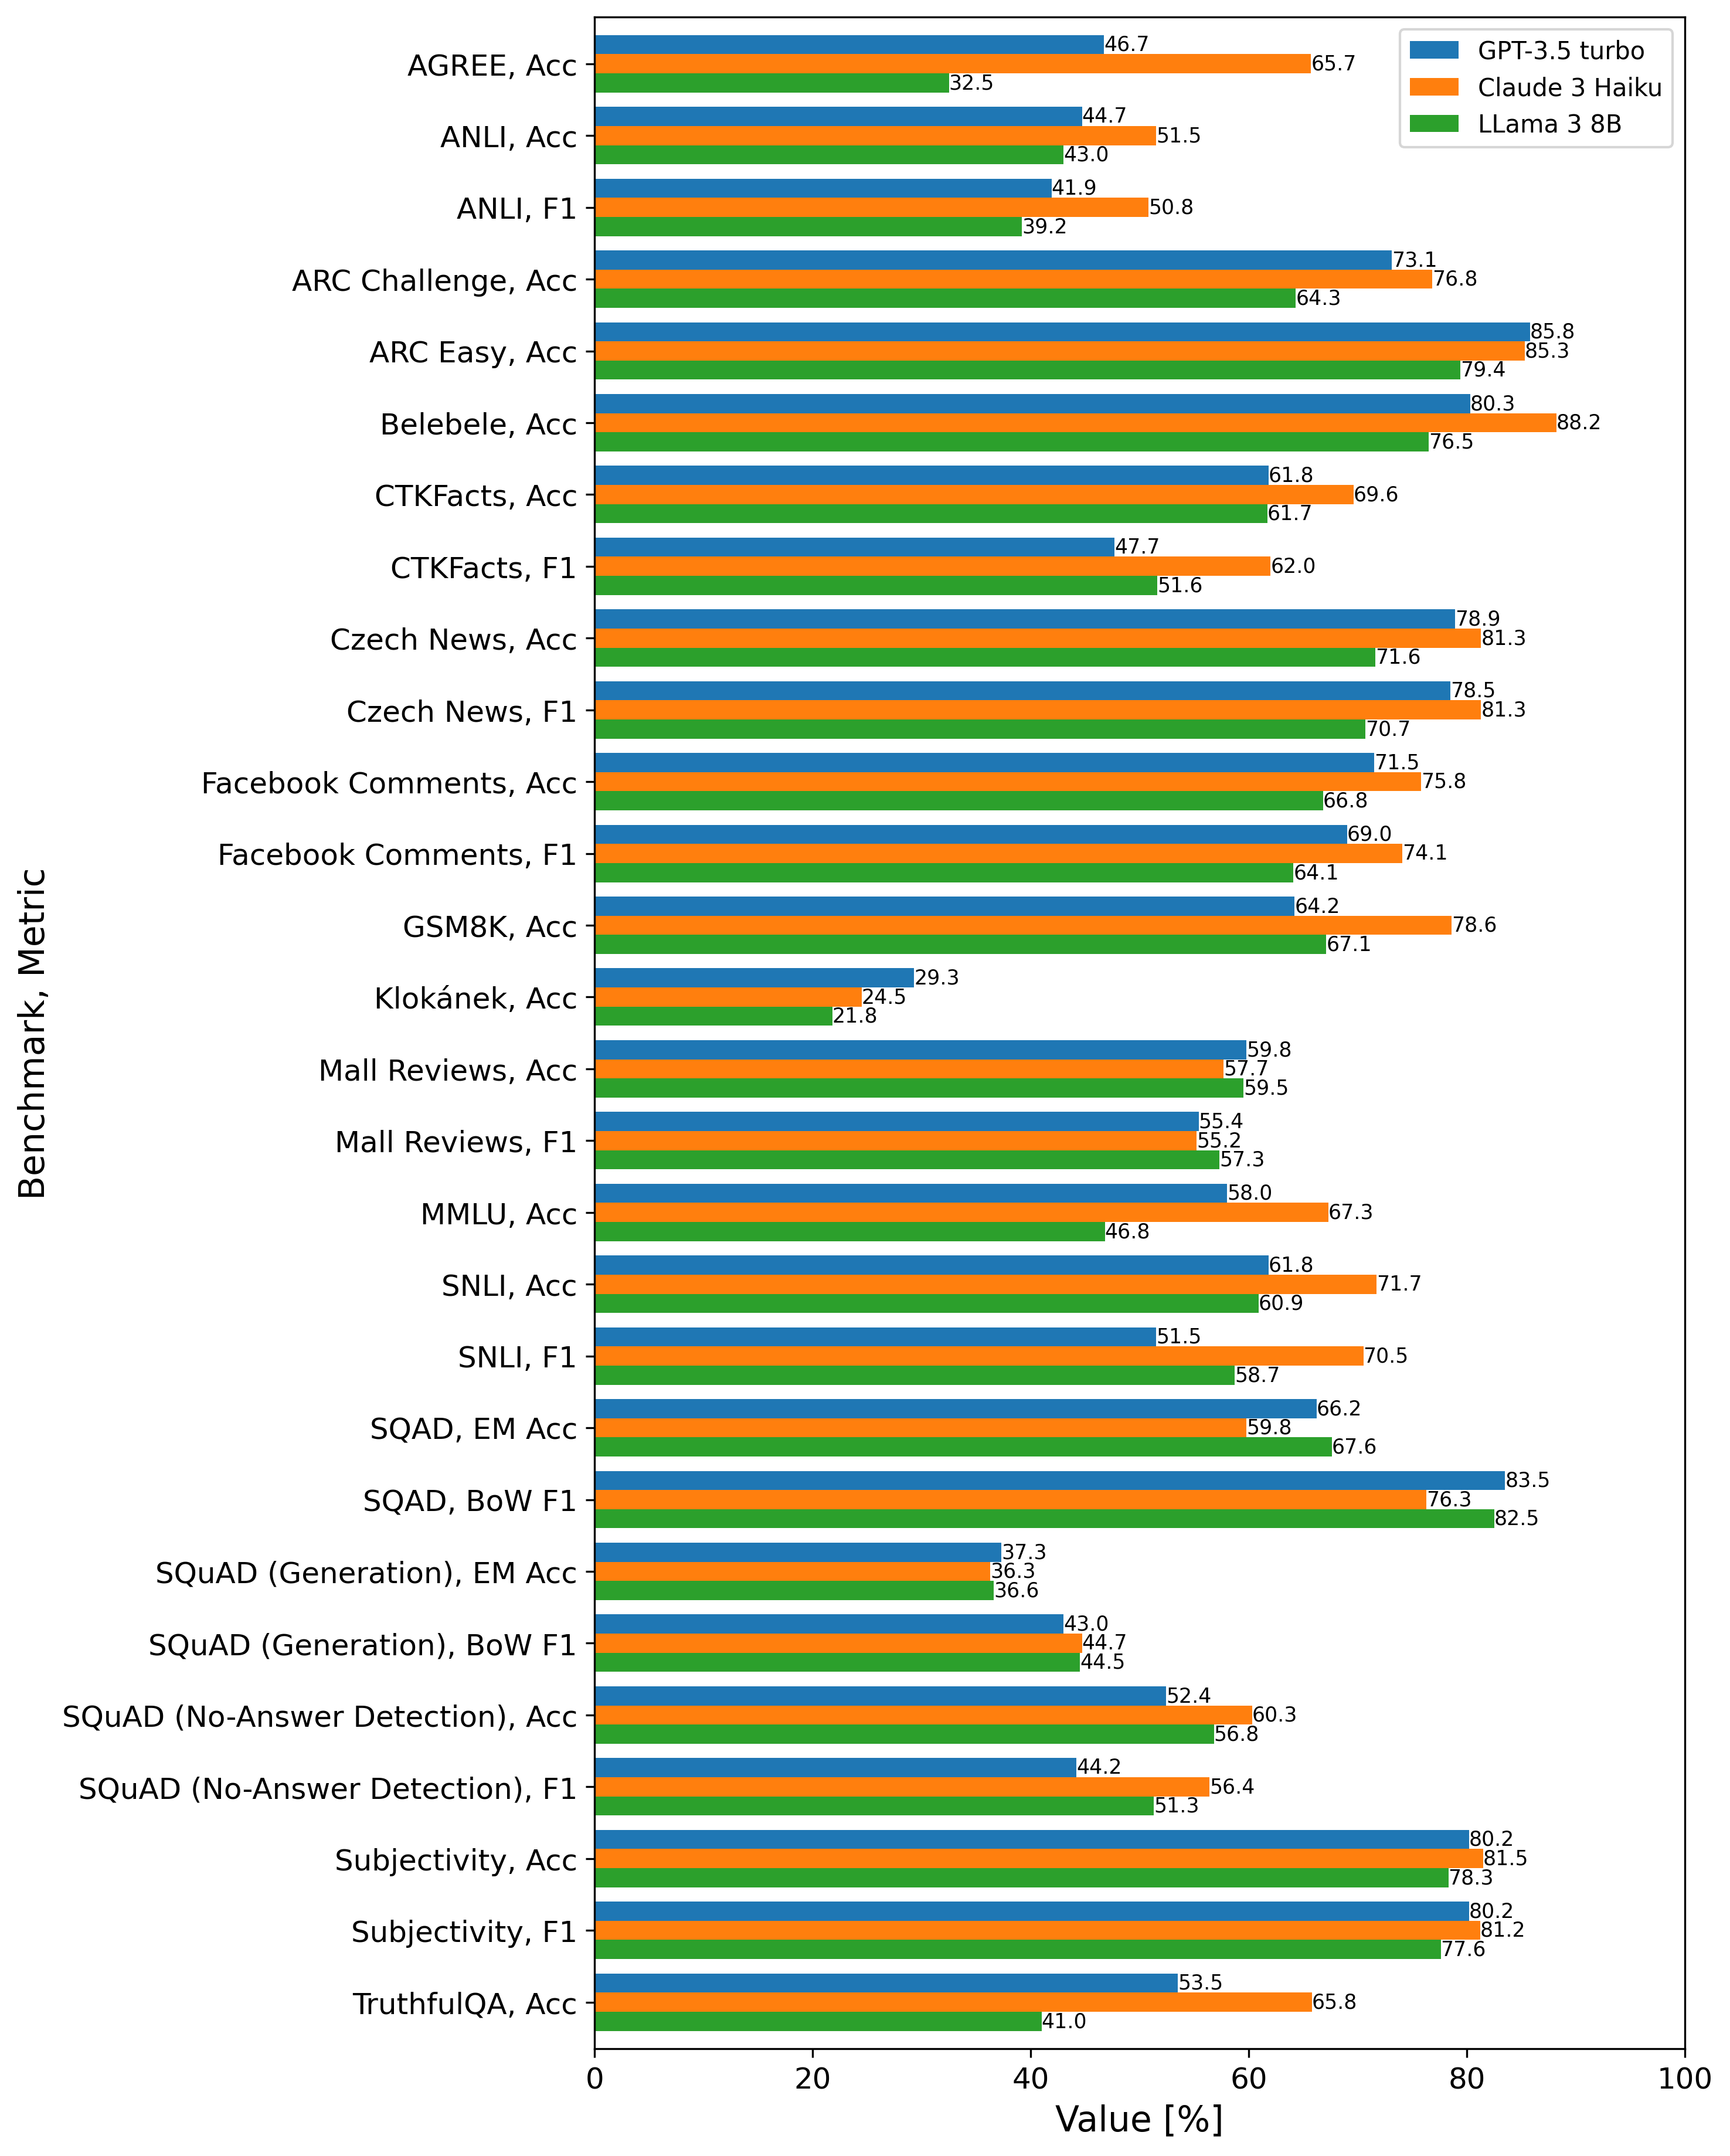 GPT-3.5 turbo
Claude 3 Haiku
LLama 3 8B
Benchmark, Metric
AGREE, Acc
46.7
65.7
32.5
ANLI, Acc
44.7
51.5
43.0
ANLI, F1
41.9
50.8
39.2
ARC Challenge, Acc
73.1
76.8
64.3
ARC Easy, Acc
85.8
85.3
79.4
Belebele, Acc
80.3
88.2
76.5
CTKFacts, Acc
61.8
69.6
61.7
CTKFacts, F1
47.7
62.0
51.6
Czech News, Acc
78.9
81.3
71.6
Czech News, F1
78.5
81.3
70.7
Facebook Comments, Acc
71.5
75.8
66.8
Facebook Comments, F1
69.0
74.1
64.1
GSM8K, Acc
64.2
78.6
67.1
Klokánek, Acc
29.3
24.5
21.8
Mall Reviews, Acc
59.8
57.7
59.5
Mall Reviews, F1
55.4
55.2
57.3
MMLU, Acc
58.0
67.3
46.8
SNLI, Acc
61.8
71.7
60.9
SNLI, F1
51.5
70.5
58.7
SQAD, EM Acc
66.2
59.8
67.6
SQAD, BoW F1
83.5
76.3
82.5
SQuAD (Generation), EM Acc
37.3
36.3
36.6
SQuAD (Generation), BoW F1
43.0
44.7
44.5
SQuAD (No-Answer Detection), Acc
52.4
60.3
56.8
SQuAD (No-Answer Detection), F1
44.2
56.4
51.3
Subjectivity, Acc
80.2
81.5
78.3
Subjectivity, F1
80.2
81.2
77.6
TruthfulQA, Acc
53.5
65.8
41.0
0 20 40 60 80 100
Value [%]